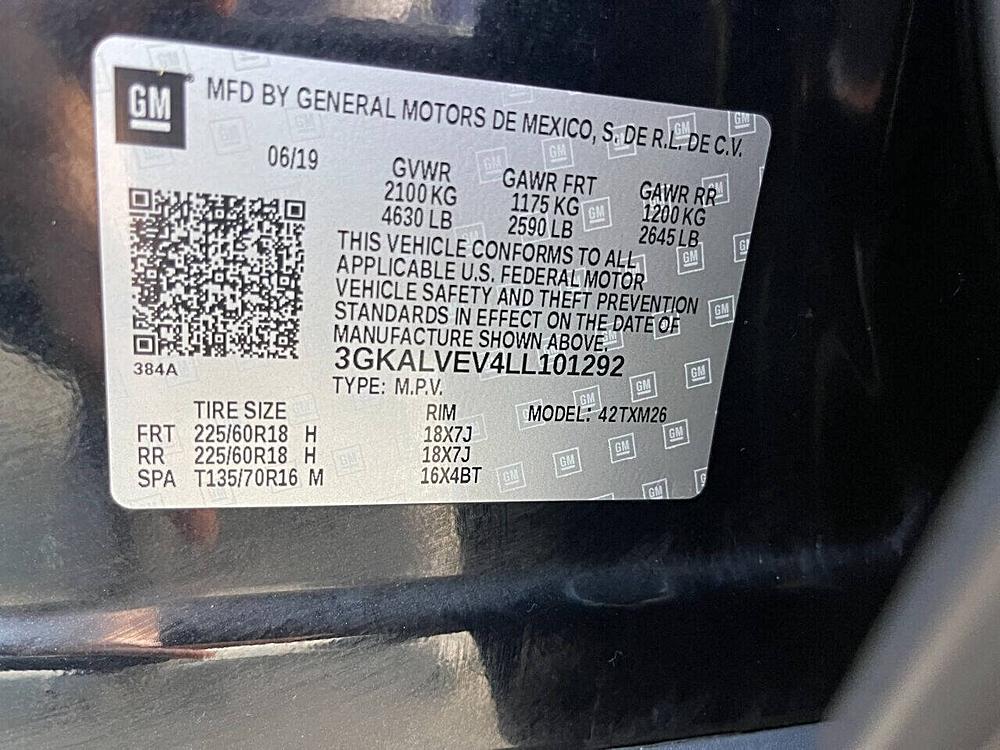 GM MFD BY GENERAL MOTORS DE MEXICO, S. DE R.L. DE C.V.
06/19 GVWR GAWR FRT GAWR RR
2100 KG 1175 KG 1200 KG
4630 LB 2590 LB 2645 LB
THIS VEHICLE CONFORMS TO ALL
APPLICABLE U.S. FEDERAL MOTOR
VEHICLE SAFETY AND THEFT PREVENTION
STANDARDS IN EFFECT ON THE DATE OF
MANUFACTURE SHOWN ABOVE.
3GKALVEV4LL101292
384A
TYPE: M.P.V.
TIRE SIZE RIM MODEL: 42TXM26
FRT 225/60R18 H 18X7J
RR 225/60R18 H 18X7J
SPA T135/70R16 M 16X4BT